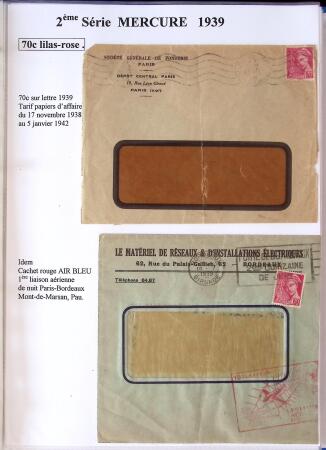 2ème Série MERCURE 1939
70c lilas-rose .
70c sur lettre 1939
Tarif papiers d'affaire
du 17 novembre 1938
au 5 janvier 1942
SOCIÉTÉ GÉNÉRALE DE FONDERIE
PARIS
DÉPOT CENTRAL PARIS
PARIS
Idem
Cachet rouge AIR BLEU
1ère liaison aérienne
de nuit Paris-Bordeaux
Mont-de-Marsan, Pau.
LE MATÉRIEL DE RÉSEAUX & D'INSTALLATIONS ÉLECTRIQUES
62, Rue du Palais-Gallien, 62 - BORDEAUX
Téléphone 84.87